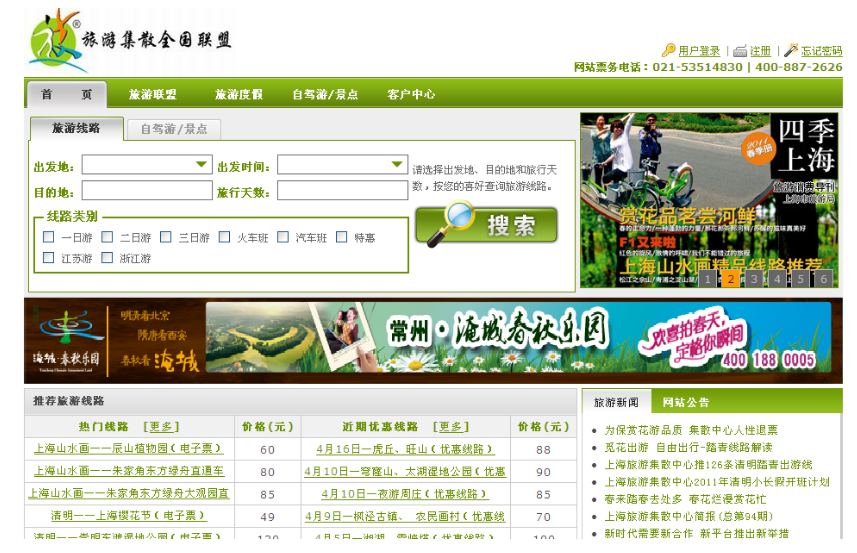 旅游集散全国联盟
用户登录 | 注册 | 忘记密码
网站票务电话：021-53514830 | 400-887-2626
首 页 旅游联盟 旅游度假 自驾游/景点 客户中心
旅游线路 自驾游/景点
出发地： 出发时间：
目的地： 旅行天数：
请选择出发地、目的地和旅行天
数，按您的喜好查询旅游线路。
线路类别
一日游 二日游 三日游 火车班 汽车班 特惠
江苏游 浙江游
搜索
2011
春季册
四季
上海
旅游消费导刊
赏花品茗尝河鲜
F1又来啦
上海山水画精品线路推荐
1 2 3 4 5 6
淹城·春秋乐园
明清看北京
隋唐看西安
春秋看淹城
常州·淹城春秋乐园
欢喜拍春天，
定格你瞬间
400 188 0005
推荐旅游线路
热门线路 [更多] 价格(元) 近期优惠线路 [更多] 价格(元)
上海山水画——辰山植物园（电子票） 60 4月16日—虎丘、旺山（优惠线路） 88
上海山水画——朱家角东方绿舟直通车 80 4月10日—穹窿山、太湖湿地公园（优惠 90
上海山水画——朱家角东方绿舟大观园直 85 4月10日—夜游周庄（优惠线路） 85
清明——上海樱花节（电子票） 49 4月9日—枫泾古镇、 农民画村（优惠线 70
旅游新闻 网站公告
为保赏花游品质 集散中心人性退票
觅花出游 自由出行-踏青线路解读
上海旅游集散中心推126条清明踏青出游线
上海旅游集散中心2011年清明小长假开班计划
春来踏春去处多 春花烂漫赏花忙
上海旅游集散中心简报(总第94期)
新时代需要新合作 新平台推出新举措